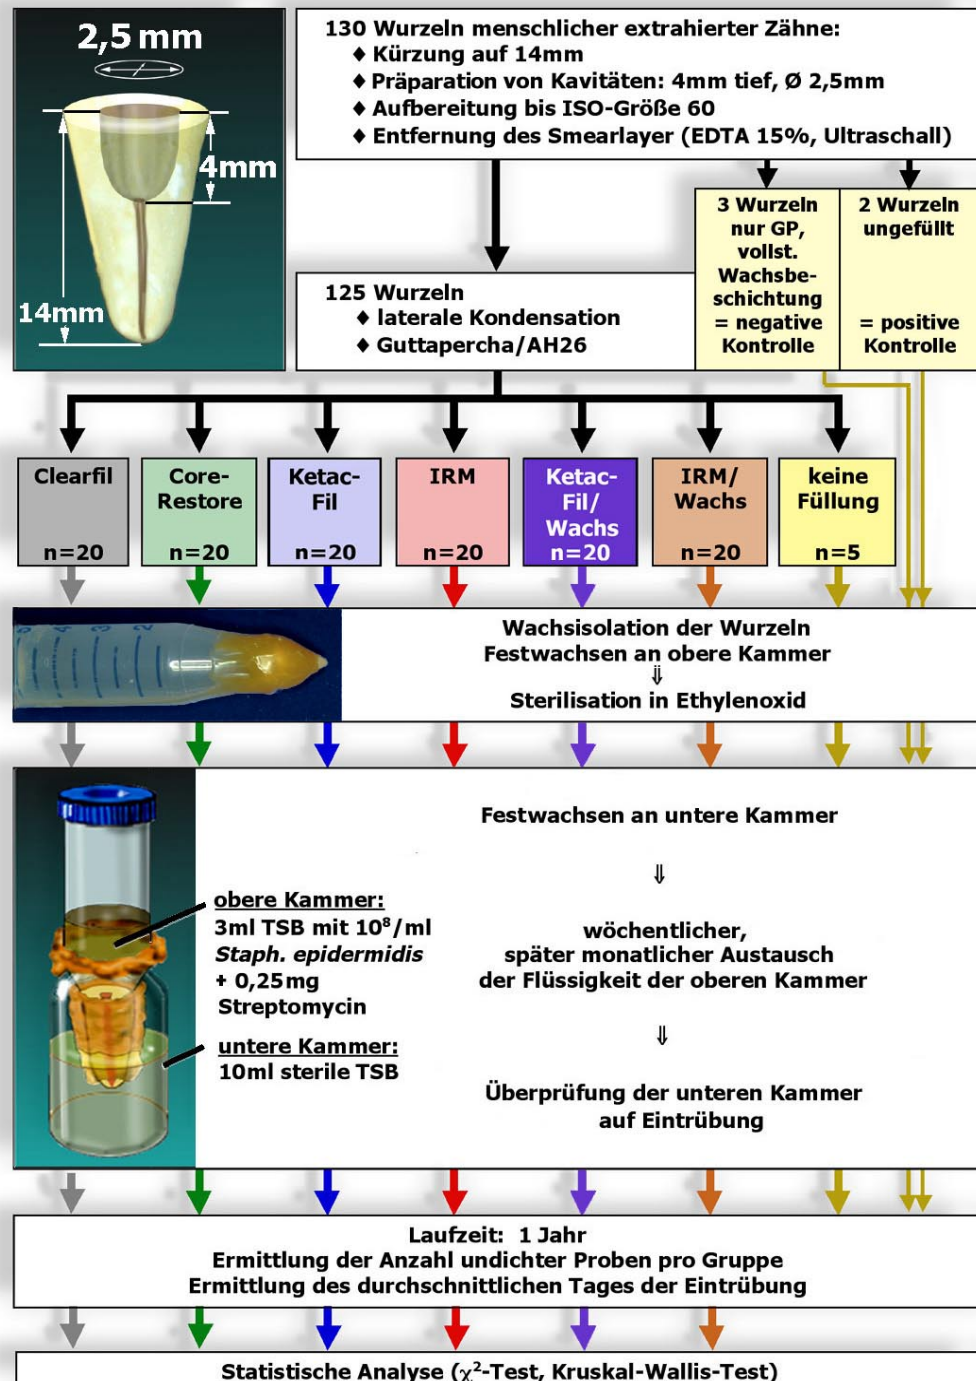 2,5 mm
4mm
14mm
130 Wurzeln menschlicher extrahierter Zähne:
♦ Kürzung auf 14mm
♦ Präparation von Kavitäten: 4mm tief, Ø 2,5mm
♦ Aufbereitung bis ISO-Größe 60
♦ Entfernung des Smearlayer (EDTA 15%, Ultraschall)
3 Wurzeln
nur GP,
vollst.
Wachsbe-
schichtung
= negative
Kontrolle
2 Wurzeln
ungefüllt
= positive
Kontrolle
125 Wurzeln
♦ laterale Kondensation
♦ Guttapercha/AH26
Clearfil
n=20
Core-
Restore
n=20
Ketac-
Fil
n=20
IRM
n=20
Ketac-
Fil/
Wachs
n=20
IRM/
Wachs
n=20
keine
Füllung
n=5
5 4 3 2
Wachsisolation der Wurzeln
Festwachsen an obere Kammer
⇓
Sterilisation in Ethylenoxid
obere Kammer:
3ml TSB mit 10⁸/ml
Staph. epidermidis
+ 0,25mg
Streptomycin
untere Kammer:
10ml sterile TSB
Festwachsen an untere Kammer
⇓
wöchentlicher,
später monatlicher Austausch
der Flüssigkeit der oberen Kammer
⇓
Überprüfung der unteren Kammer
auf Eintrübung
Laufzeit: 1 Jahr
Ermittlung der Anzahl undichter Proben pro Gruppe
Ermittlung des durchschnittlichen Tages der Eintrübung
Statistische Analyse (χ²-Test, Kruskal-Wallis-Test)